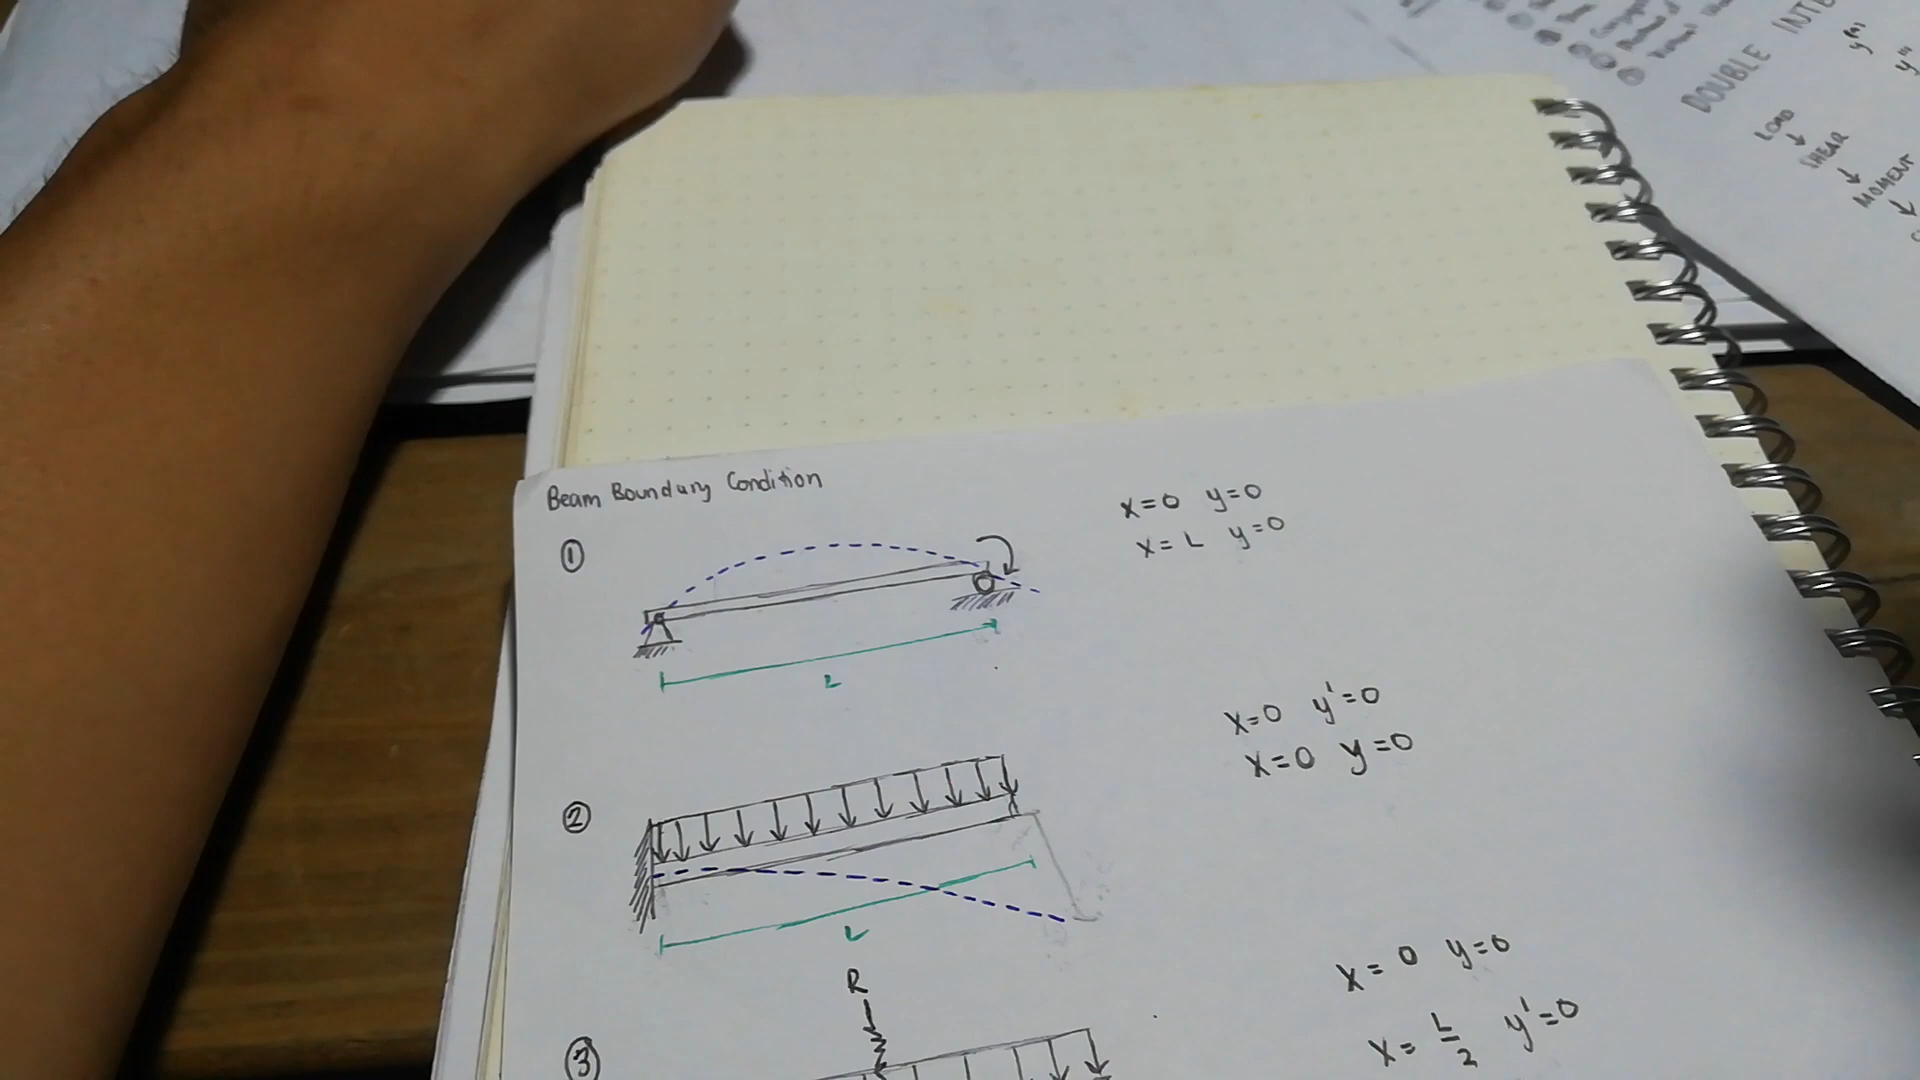 DOUBLE INTE
y⁗ y‴
LOAD
↓
SHEAR
↓
MOMENT
↓
Beam Boundary Condition
①
x=0 y=0
x=L y=0
L
②
x=0 y'=0
x=0 y=0
L
③
R
x=0 y=0
x=L/2 y'=0